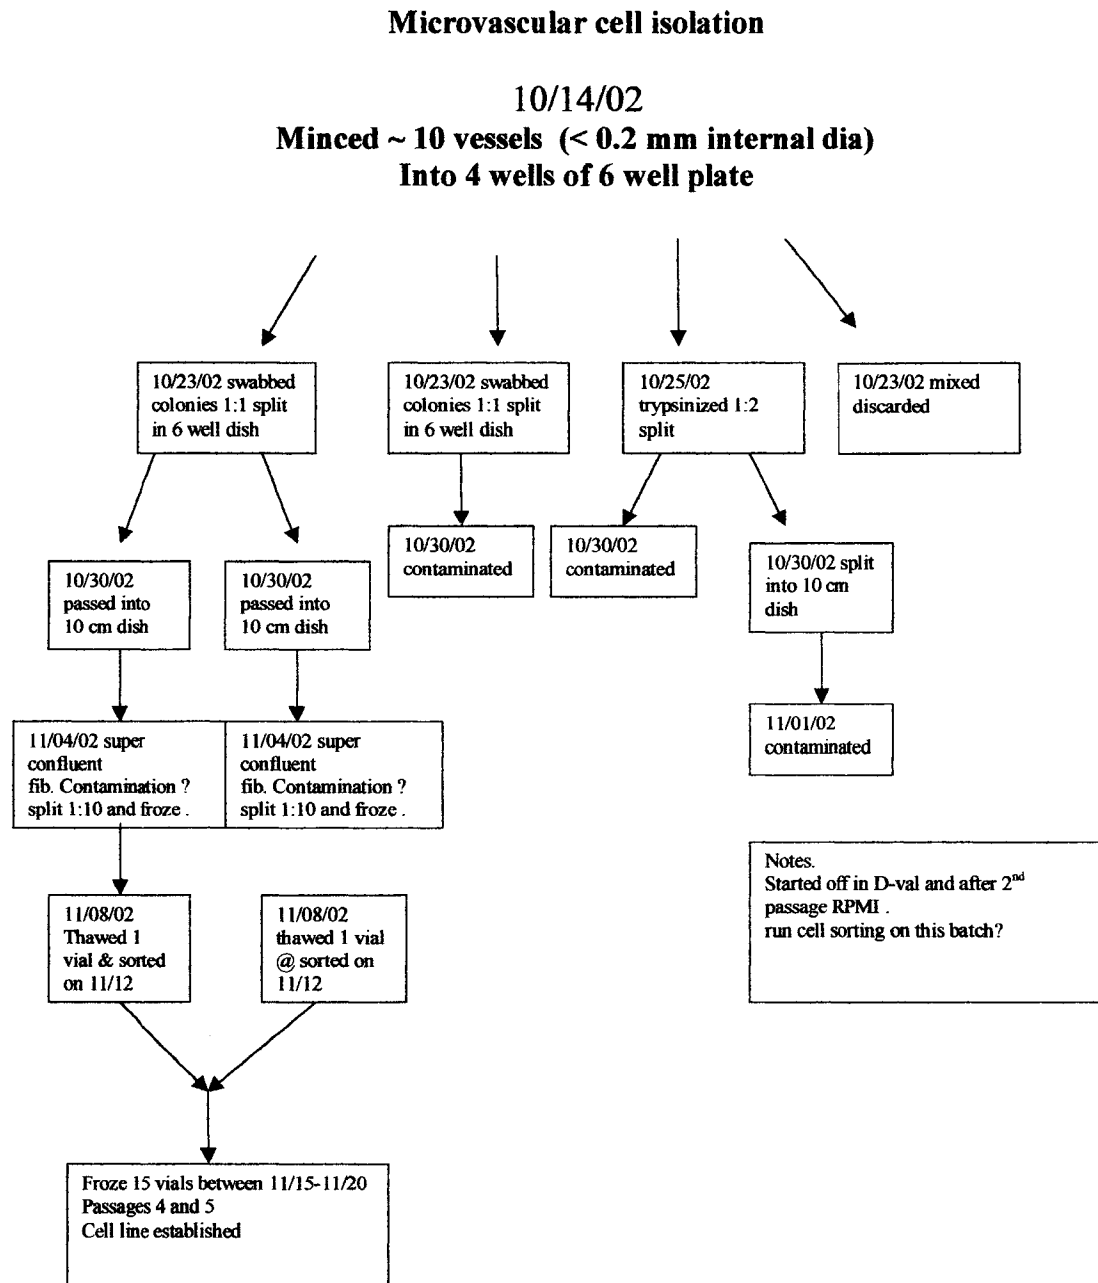 Microvascular cell isolation
10/14/02
Minced ~ 10 vessels (< 0.2 mm internal dia)
Into 4 wells of 6 well plate
10/23/02 swabbed
colonies 1:1 split
in 6 well dish
10/23/02 swabbed
colonies 1:1 split
in 6 well dish
10/25/02
trypsinized 1:2
split
10/23/02 mixed
discarded
10/30/02
passed into
10 cm dish
10/30/02
passed into
10 cm dish
10/30/02
contaminated
10/30/02
contaminated
10/30/02 split
into 10 cm
dish
11/04/02 super
confluent
fib. Contamination ?
split 1:10 and froze .
11/04/02 super
confluent
fib. Contamination ?
split 1:10 and froze .
11/01/02
contaminated
11/08/02
Thawed 1
vial & sorted
on 11/12
11/08/02
thawed 1 vial
@ sorted on
11/12
Notes.
Started off in D-val and after 2nd
passage RPMI .
run cell sorting on this batch?
Froze 15 vials between 11/15-11/20
Passages 4 and 5
Cell line established